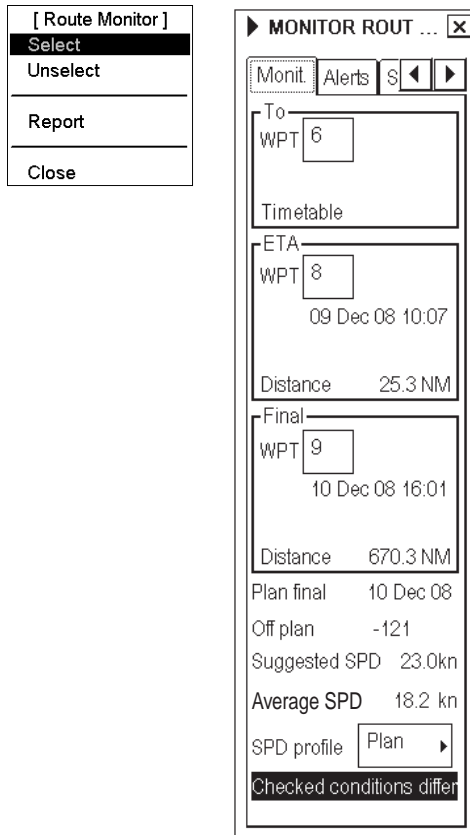 [ Route Monitor ]
Select
Unselect
Report
Close
MONITOR ROUT ...
Monit. Alerts S
To
WPT 6
Timetable
ETA
WPT 8
09 Dec 08 10:07
Distance 25.3 NM
Final
WPT 9
10 Dec 08 16:01
Distance 670.3 NM
Plan final 10 Dec 08
Off plan -121
Suggested SPD 23.0kn
Average SPD 18.2 kn
SPD profile Plan
Checked conditions differ